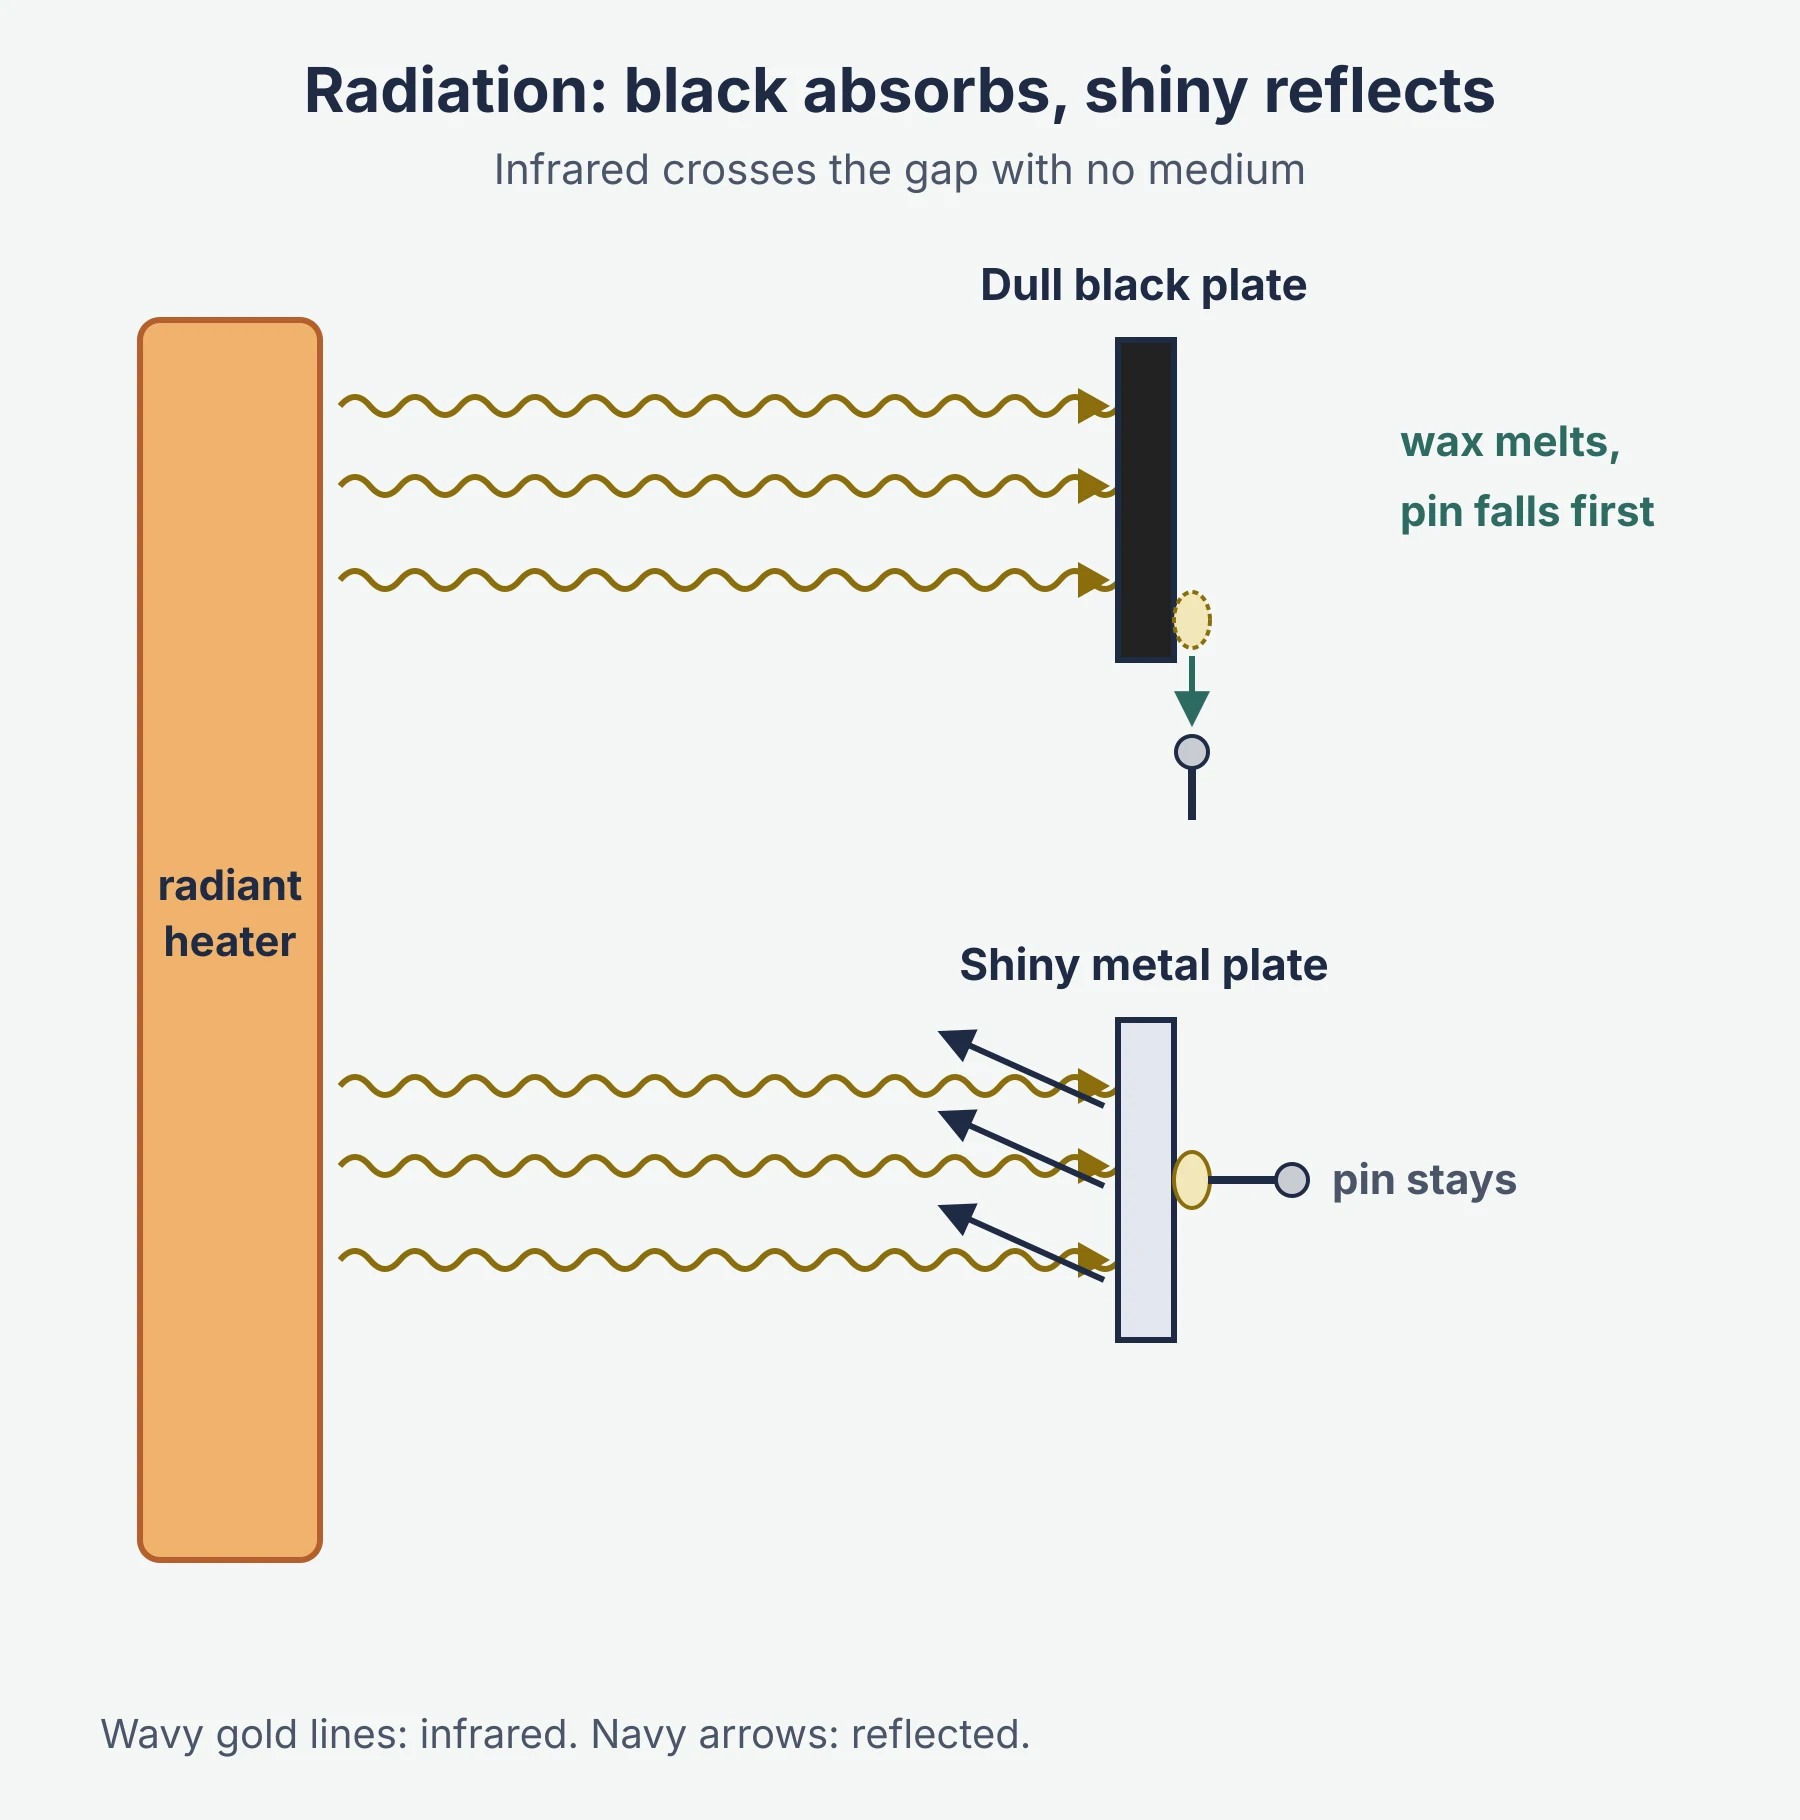 Radiation: black absorbs, shiny reflects
Infrared crosses the gap with no medium
Dull black plate
wax melts,
pin falls first
radiant
heater
Shiny metal plate
pin stays
Wavy gold lines: infrared. Navy arrows: reflected.